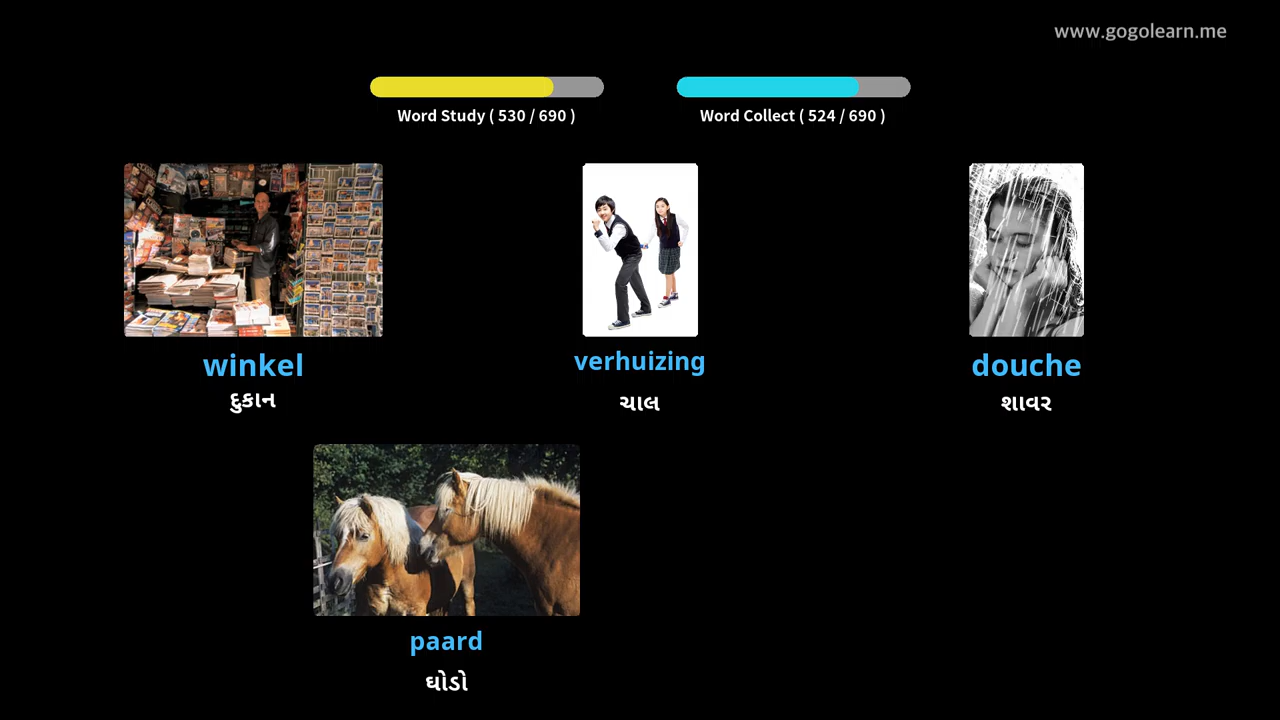 www.gogolearn.me
Word Study ( 530 / 690 )
Word Collect ( 524 / 690 )
winkel
દુકાન
verhuizing
ચાલ
douche
શાવર
paard
ઘોડો